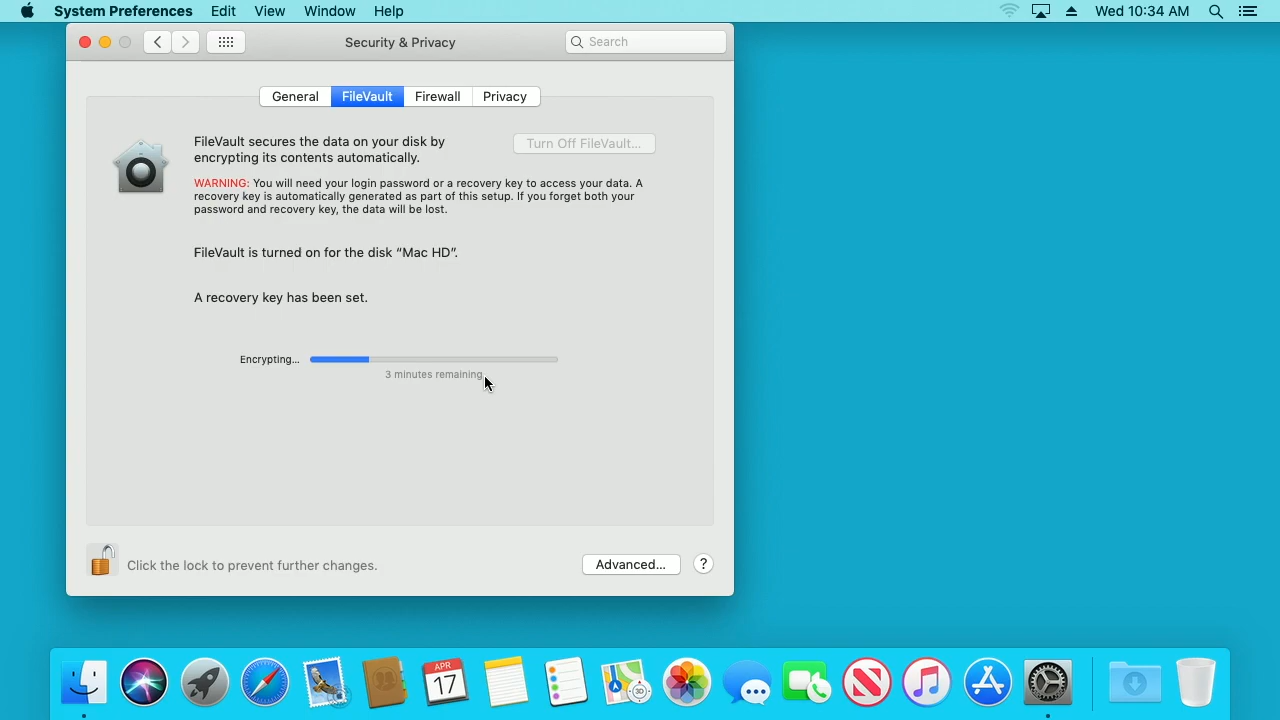 System Preferences Edit View Window Help
Wed 10:34 AM
Security & Privacy
Search
General FileVault Firewall Privacy
FileVault secures the data on your disk by
encrypting its contents automatically.
Turn Off FileVault...
WARNING: You will need your login password or a recovery key to access your data. A
recovery key is automatically generated as part of this setup. If you forget both your
password and recovery key, the data will be lost.
FileVault is turned on for the disk “Mac HD”.
A recovery key has been set.
Encrypting...
3 minutes remaining
Click the lock to prevent further changes.
Advanced... ?
APR
17
3D